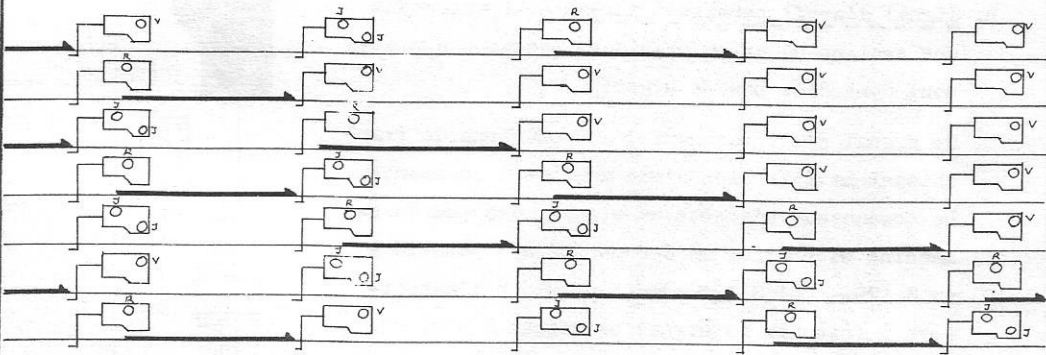 V J J R V V
R V V V V
J J R V V V
R J J R V V
J J R J J R V
V J J R J J R
R V J J R J J